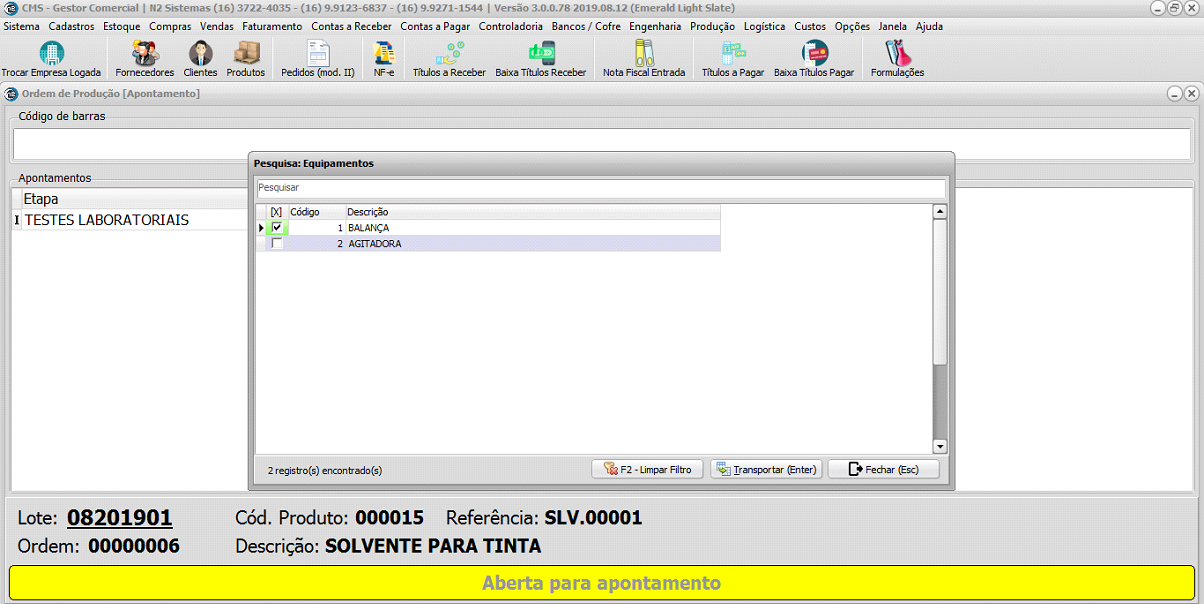 CMS - Gestor Comercial | N2 Sistemas (16) 3722-4035 - (16) 9.9123-6837 - (16) 9.9271-1544 | Versão 3.0.0.78 2019.08.12 (Emerald Light Slate)
Sistema Cadastros Estoque Compras Vendas Faturamento Contas a Receber Contas a Pagar Controladoria Bancos / Cofre Engenharia Produção Logística Custos Opções Janela Ajuda
Trocar Empresa Logada Fornecedores Clientes Produtos Pedidos (mod. II) NF-e Títulos a Receber Baixa Títulos Receber Nota Fiscal Entrada Títulos a Pagar Baixa Títulos Pagar Formulações
Ordem de Produção [Apontamento]
Código de barras
Pesquisa: Equipamentos
Apontamentos
Pesquisar
Etapa
[X] Código Descrição
I TESTES LABORATORIAIS
1 BALANÇA
2 AGITADORA
2 registro(s) encontrado(s) F2 - Limpar Filtro Transportar (Enter) Fechar (Esc)
Lote: 08201901 Cód. Produto: 000015 Referência: SLV.00001
Ordem: 00000006 Descrição: SOLVENTE PARA TINTA
Aberta para apontamento